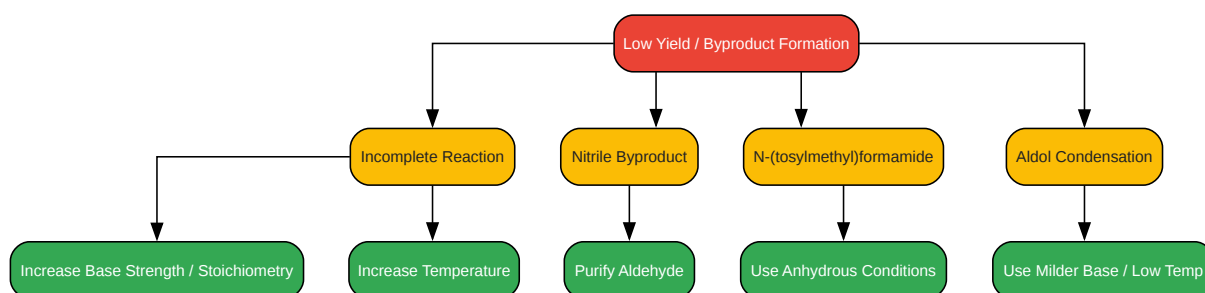 Low Yield / Byproduct Formation
Incomplete Reaction
Nitrile Byproduct
N-(tosylmethyl)formamide
Aldol Condensation
Increase Base Strength / Stoichiometry
Increase Temperature
Purify Aldehyde
Use Anhydrous Conditions
Use Milder Base / Low Temp